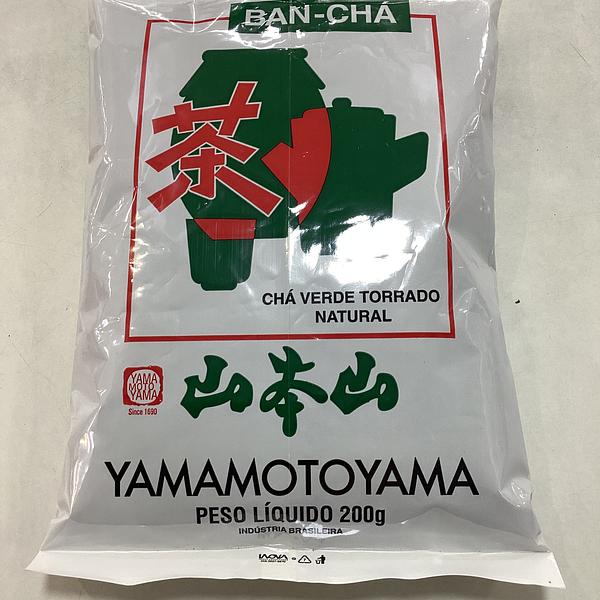 BAN-CHÁ
茶
CHÁ VERDE TORRADO
NATURAL
YAMA
MOTO
YAMA
Since 1690
山本山
YAMAMOTOYAMA
PESO LÍQUIDO 200g
INDÚSTRIA BRASILEIRA
INOVA